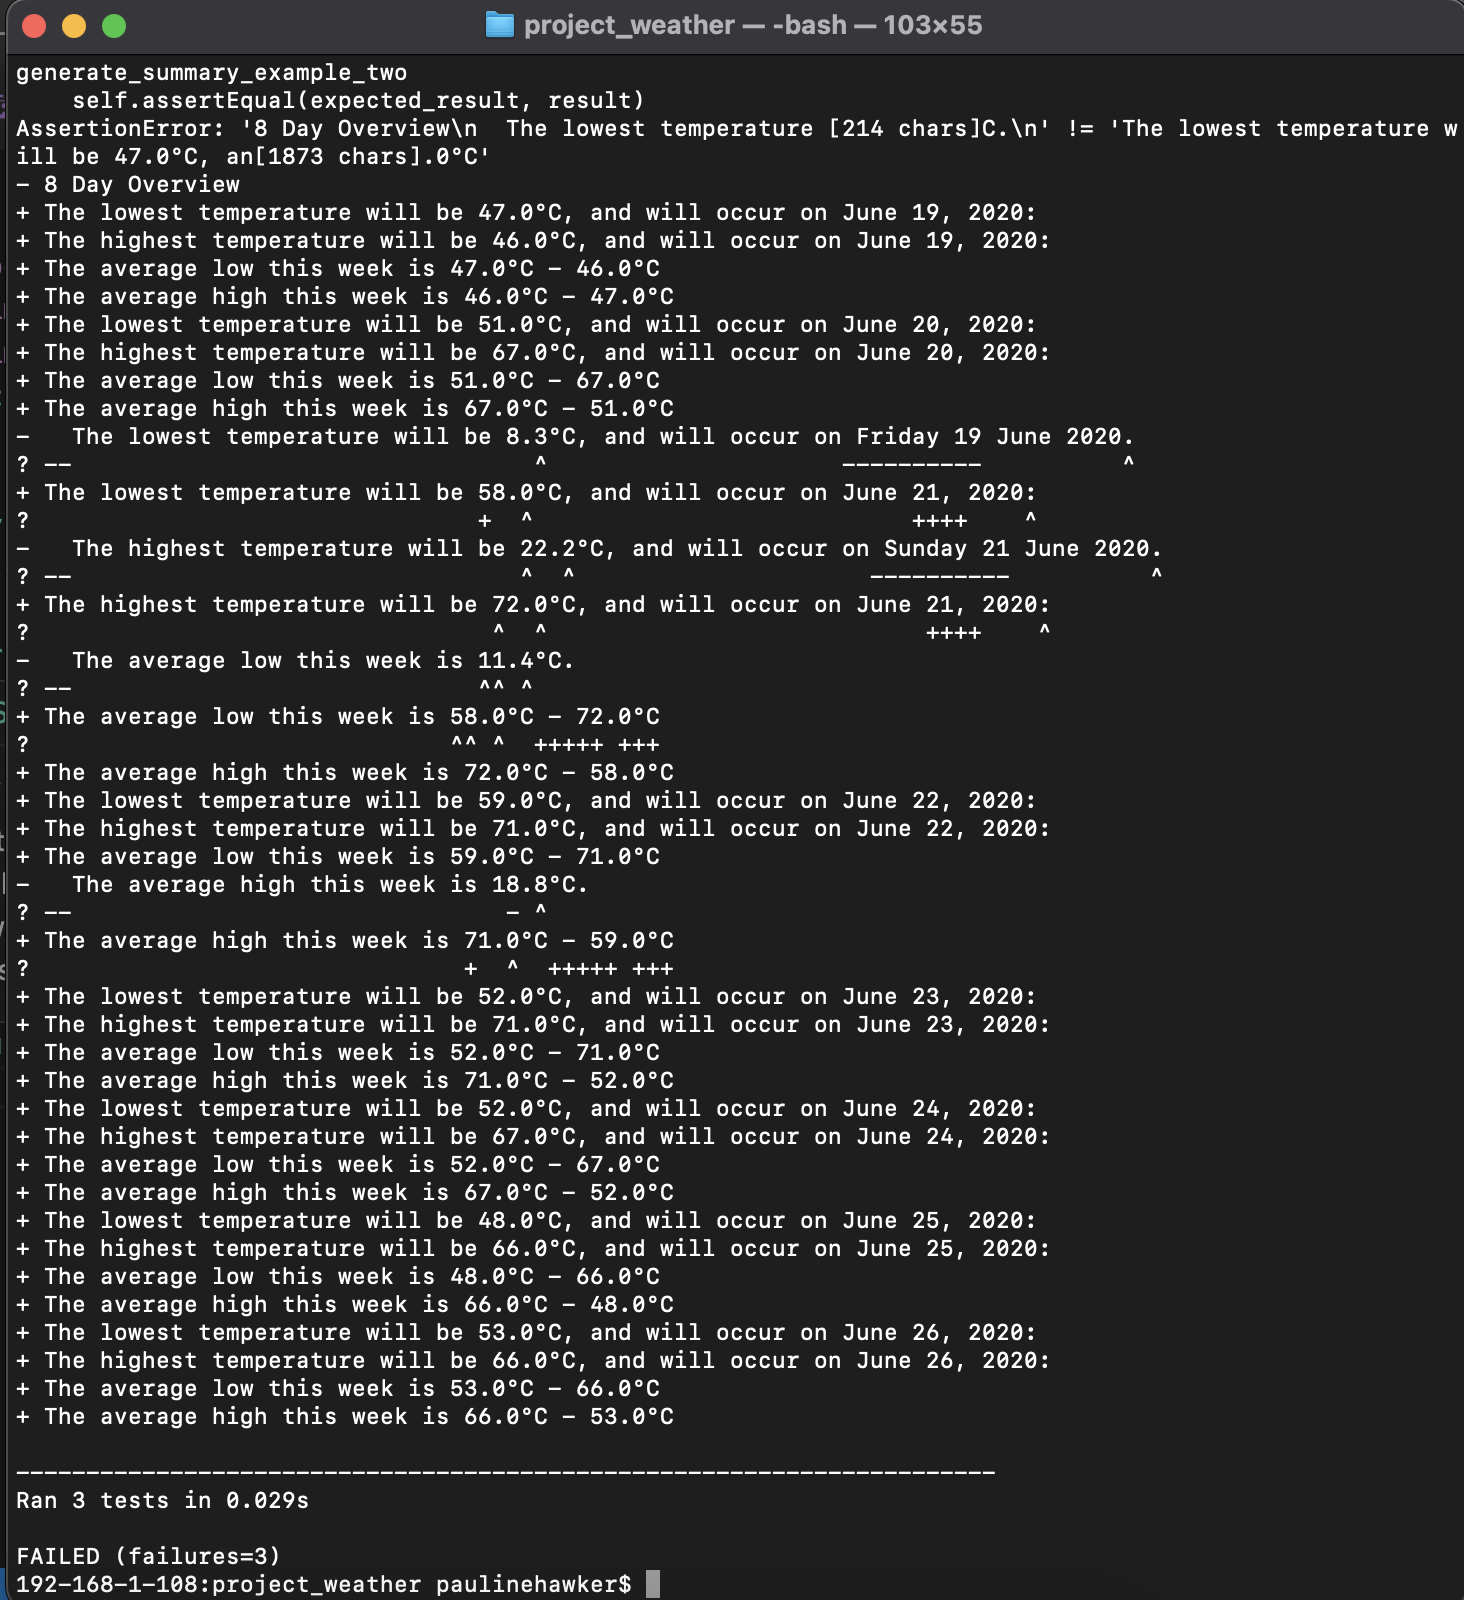 project_weather — -bash — 103×55
generate_summary_example_two
    self.assertEqual(expected_result, result)
AssertionError: '8 Day Overview\n  The lowest temperature [214 chars]C.\n' != 'The lowest temperature w
ill be 47.0°C, an[1873 chars].0°C'
- 8 Day Overview
+ The lowest temperature will be 47.0°C, and will occur on June 19, 2020:
+ The highest temperature will be 46.0°C, and will occur on June 19, 2020:
+ The average low this week is 47.0°C - 46.0°C
+ The average high this week is 46.0°C - 47.0°C
+ The lowest temperature will be 51.0°C, and will occur on June 20, 2020:
+ The highest temperature will be 67.0°C, and will occur on June 20, 2020:
+ The average low this week is 51.0°C - 67.0°C
+ The average high this week is 67.0°C - 51.0°C
-   The lowest temperature will be 8.3°C, and will occur on Friday 19 June 2020.
? --                                 ^                     ----------          ^
+ The lowest temperature will be 58.0°C, and will occur on June 21, 2020:
?                                +  ^                           ++++    ^
-   The highest temperature will be 22.2°C, and will occur on Sunday 21 June 2020.
? --                                ^  ^                     ----------          ^
+ The highest temperature will be 72.0°C, and will occur on June 21, 2020:
?                                 ^  ^                           ++++    ^
-   The average low this week is 11.4°C.
? --                             ^^ ^
+ The average low this week is 58.0°C - 72.0°C
?                              ^^ ^  +++++ +++
+ The average high this week is 72.0°C - 58.0°C
+ The lowest temperature will be 59.0°C, and will occur on June 22, 2020:
+ The highest temperature will be 71.0°C, and will occur on June 22, 2020:
+ The average low this week is 59.0°C - 71.0°C
-   The average high this week is 18.8°C.
? --                               - ^
+ The average high this week is 71.0°C - 59.0°C
?                               +  ^  +++++ +++
+ The lowest temperature will be 52.0°C, and will occur on June 23, 2020:
+ The highest temperature will be 71.0°C, and will occur on June 23, 2020:
+ The average low this week is 52.0°C - 71.0°C
+ The average high this week is 71.0°C - 52.0°C
+ The lowest temperature will be 52.0°C, and will occur on June 24, 2020:
+ The highest temperature will be 67.0°C, and will occur on June 24, 2020:
+ The average low this week is 52.0°C - 67.0°C
+ The average high this week is 67.0°C - 52.0°C
+ The lowest temperature will be 48.0°C, and will occur on June 25, 2020:
+ The highest temperature will be 66.0°C, and will occur on June 25, 2020:
+ The average low this week is 48.0°C - 66.0°C
+ The average high this week is 66.0°C - 48.0°C
+ The lowest temperature will be 53.0°C, and will occur on June 26, 2020:
+ The highest temperature will be 66.0°C, and will occur on June 26, 2020:
+ The average low this week is 53.0°C - 66.0°C
+ The average high this week is 66.0°C - 53.0°C
----------------------------------------------------------------------
Ran 3 tests in 0.029s
FAILED (failures=3)
192-168-1-108:project_weather paulinehawker$